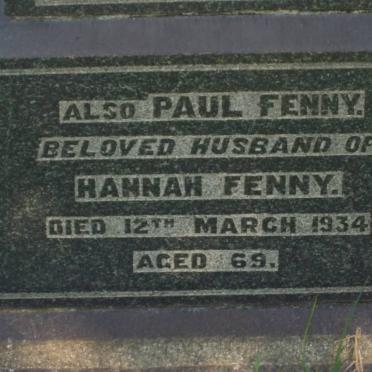 ALSO PAUL FENNY.
BELOVED HUSBAND OF
HANNAH FENNY.
DIED 12TH MARCH 1934
AGED 69.